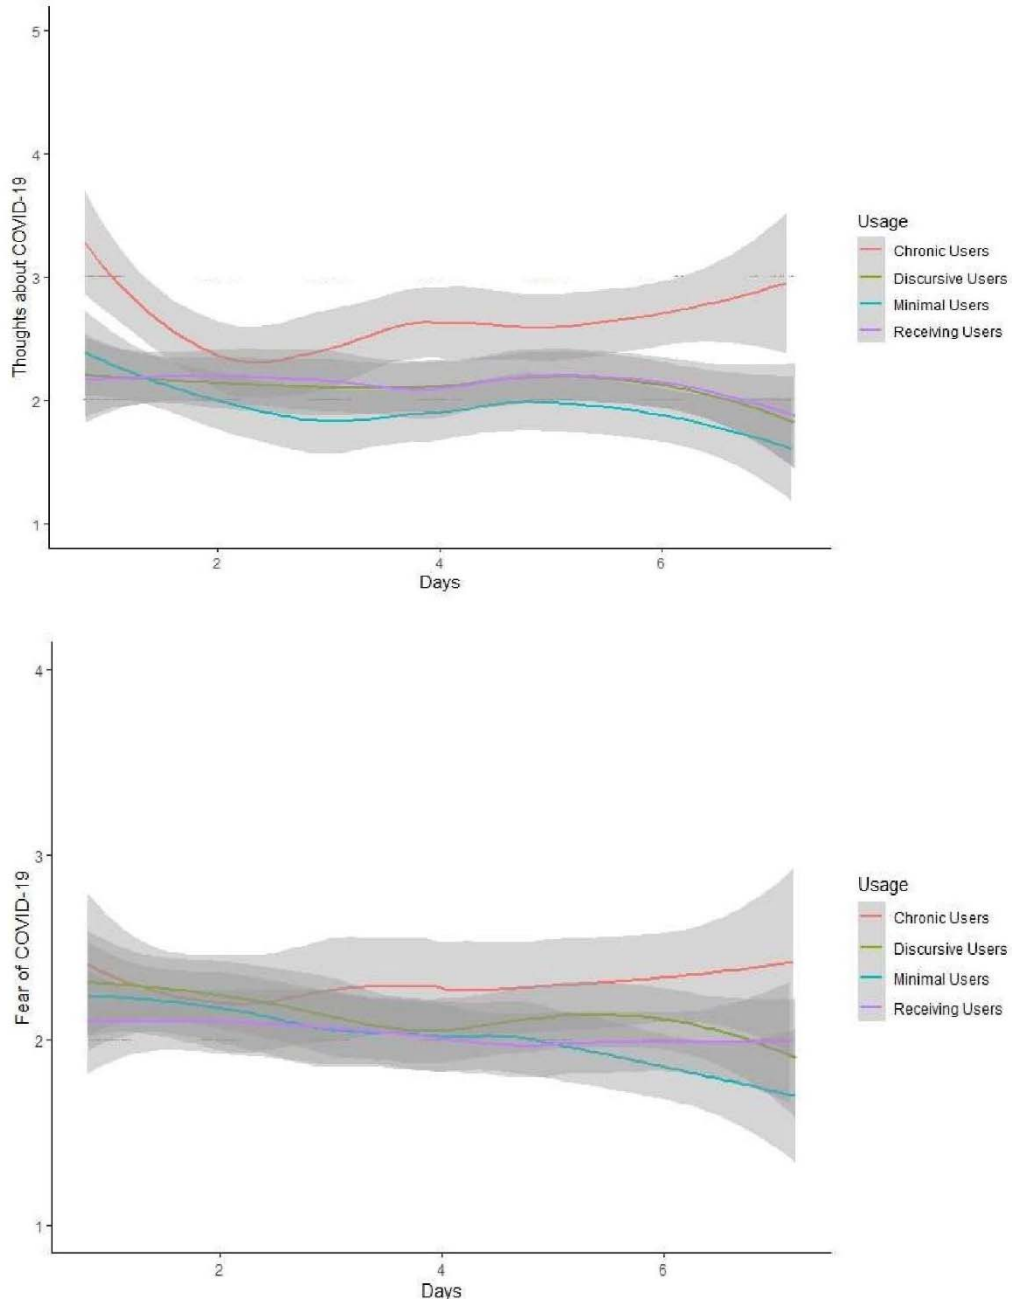 5
4
3
2
1
Thoughts about COVID-19
2
4
6
Days
Usage
Chronic Users
Discursive Users
Minimal Users
Receiving Users
4
3
2
1
Fear of COVID-19
2
4
6
Days
Usage
Chronic Users
Discursive Users
Minimal Users
Receiving Users